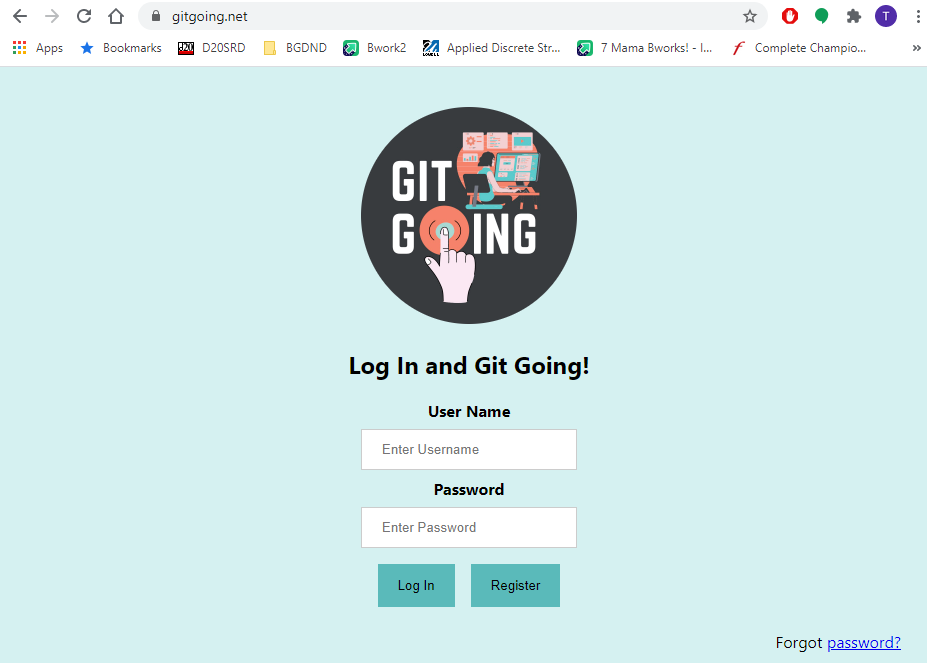 gitgoing.net
T
Apps Bookmarks D20SRD BGDND Bwork2 Applied Discrete Str... 7 Mama Bworks! - I... Complete Champio...
GIT
GOING
Log In and Git Going!
User Name
Enter Username
Password
Enter Password
Log In Register
Forgot password?